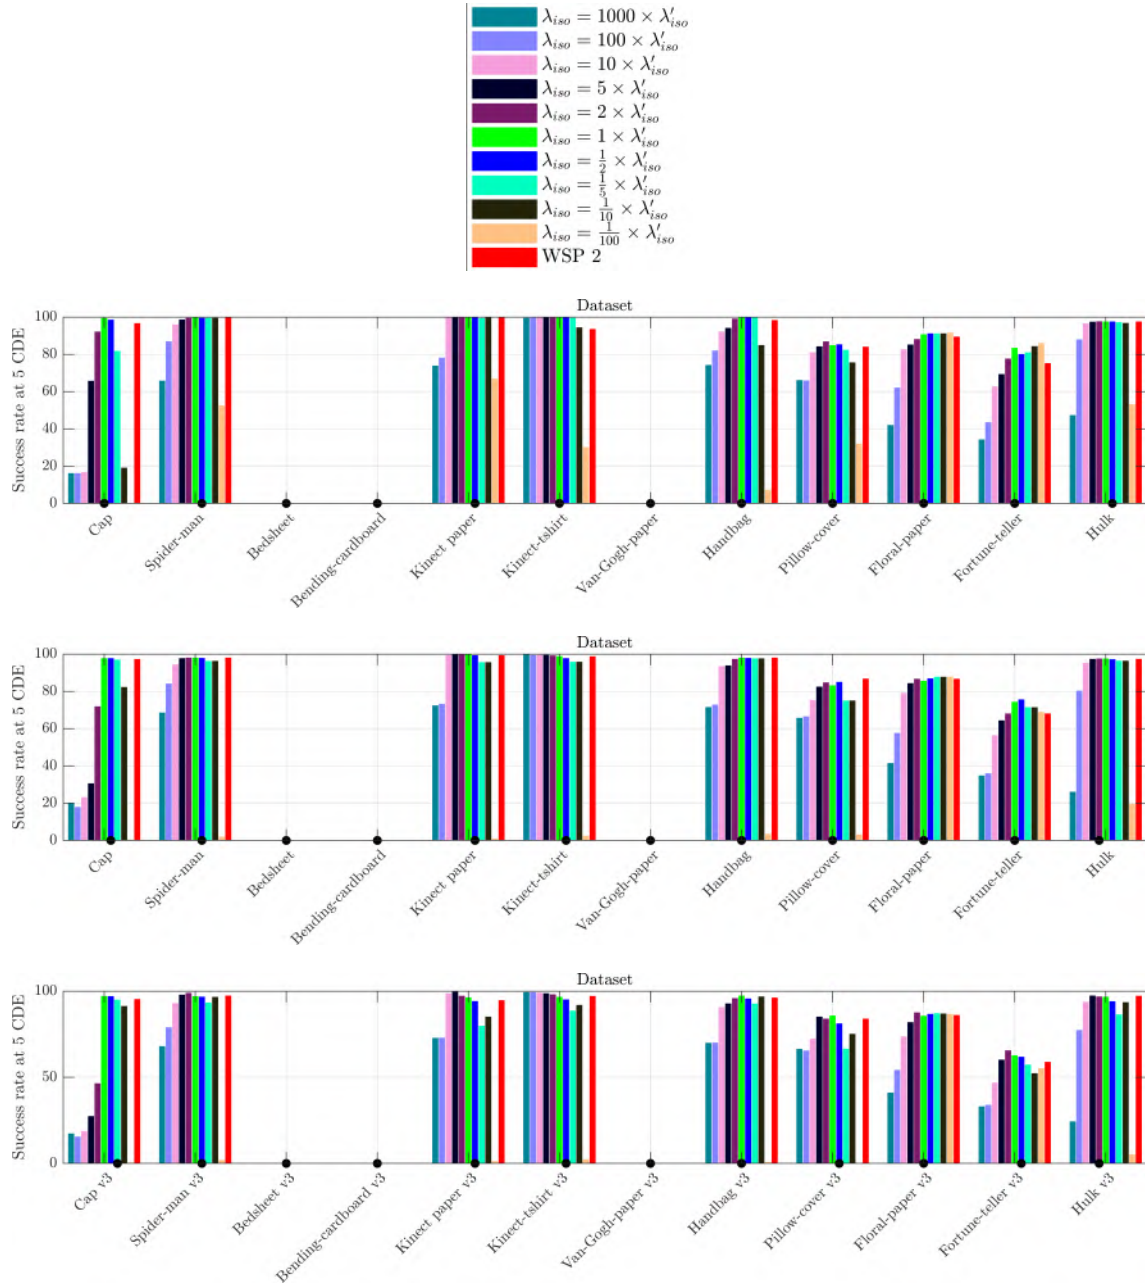 λ_iso = 1000 × λ′_iso
λ_iso = 100 × λ′_iso
λ_iso = 10 × λ′_iso
λ_iso = 5 × λ′_iso
λ_iso = 2 × λ′_iso
λ_iso = 1 × λ′_iso
λ_iso = 1/2 × λ′_iso
λ_iso = 1/5 × λ′_iso
λ_iso = 1/10 × λ′_iso
λ_iso = 1/100 × λ′_iso
WSP 2
Dataset
Success rate at 5 CDE
100
80
60
40
20
0
Cap
Spider-man
Bedsheet
Bending-cardboard
Kinect paper
Kinect-tshirt
Van-Gogh-paper
Handbag
Pillow-cover
Floral-paper
Fortune-teller
Hulk
Dataset
Success rate at 5 CDE
100
80
60
40
20
0
Cap
Spider-man
Bedsheet
Bending-cardboard
Kinect paper
Kinect-tshirt
Van-Gogh-paper
Handbag
Pillow-cover
Floral-paper
Fortune-teller
Hulk
Dataset
Success rate at 5 CDE
100
50
0
Cap v3
Spider-man v3
Bedsheet v3
Bending-cardboard v3
Kinect paper v3
Kinect-tshirt v3
Van-Gogh-paper v3
Handbag v3
Pillow-cover v3
Floral-paper v3
Fortune-teller v3
Hulk v3